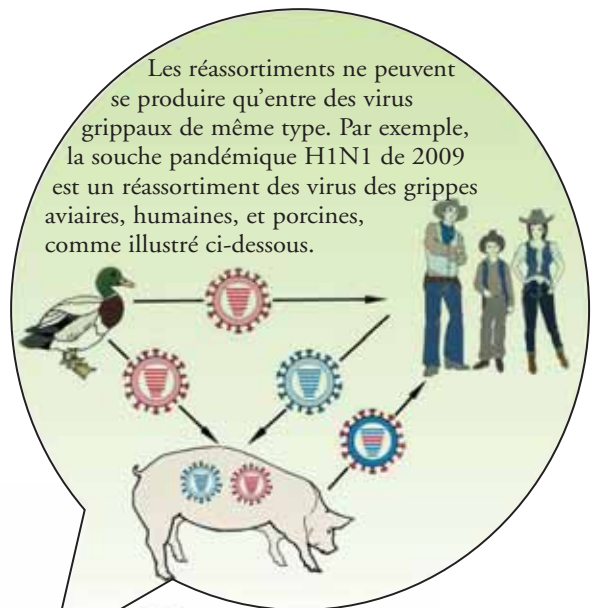 Les réassortiments ne peuvent
se produire qu'entre des virus
grippaux de même type. Par exemple,
la souche pandémique H1N1 de 2009
est un réassortiment des virus des grippes
aviaires, humaines, et porcines,
comme illustré ci-dessous.